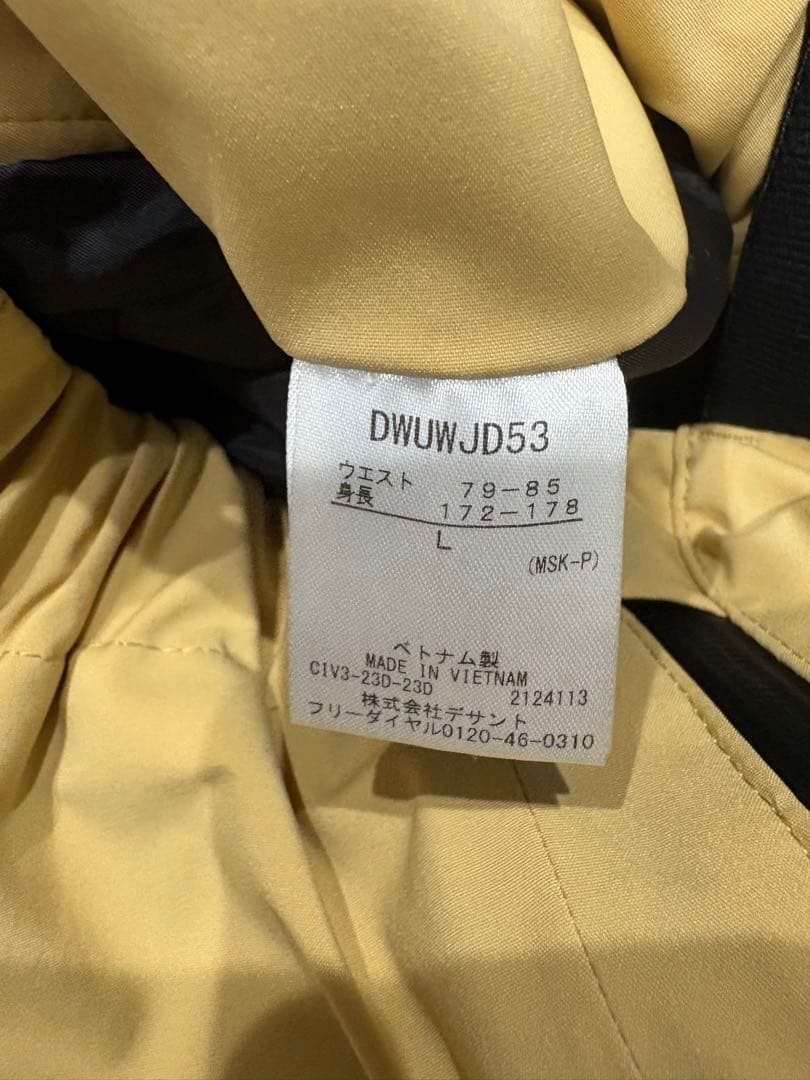 DWUWJD53
ウエスト 79-85
身長 172-178
L
(MSK-P)
ベトナム製
MADE IN VIETNAM
C1V3-23D-23D 2124113
株式会社デサント
フリーダイヤル0120-46-0310